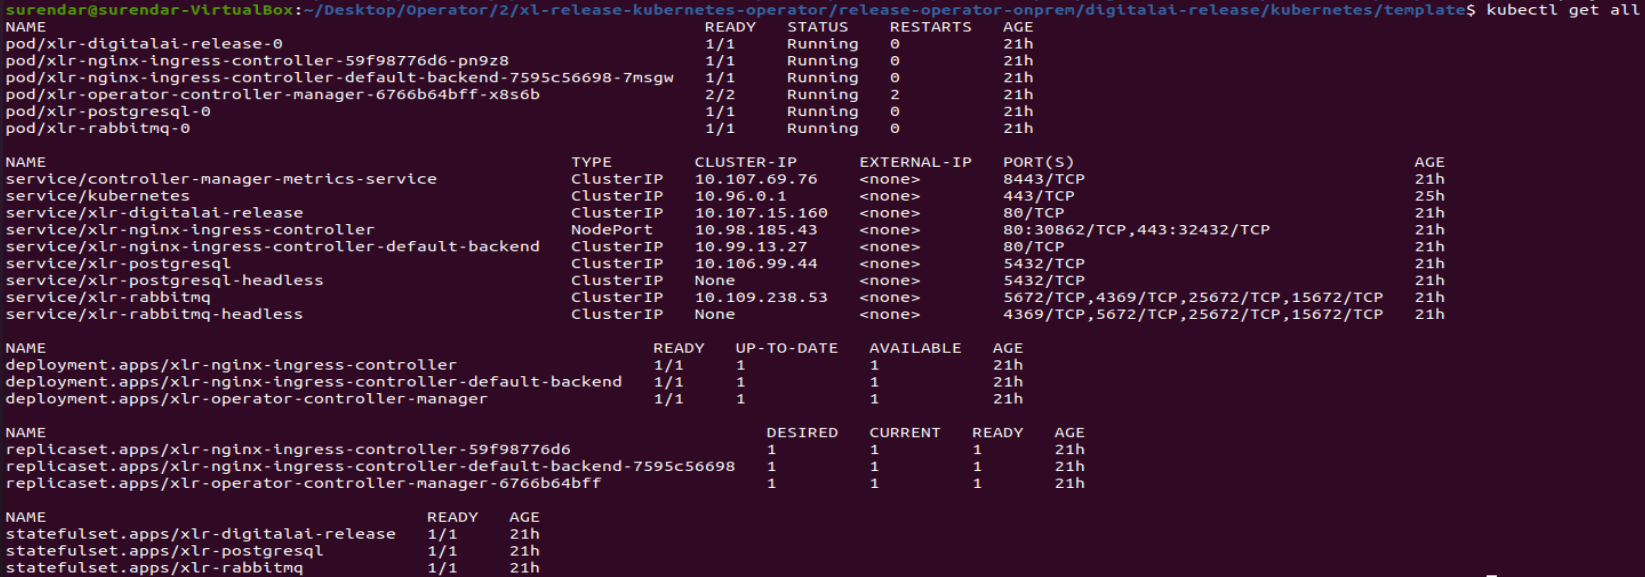 surendar@surendar-VirtualBox:~/Desktop/Operator/2/xl-release-kubernetes-operator/release-operator-onprem/digitalai-release/kubernetes/template$ kubectl get all
NAME READY STATUS RESTARTS AGE
pod/xlr-digitalai-release-0 1/1 Running 0 21h
pod/xlr-nginx-ingress-controller-59f98776d6-pn9z8 1/1 Running 0 21h
pod/xlr-nginx-ingress-controller-default-backend-7595c56698-7msgw 1/1 Running 0 21h
pod/xlr-operator-controller-manager-6766b64bff-x8s6b 2/2 Running 2 21h
pod/xlr-postgresql-0 1/1 Running 0 21h
pod/xlr-rabbitmq-0 1/1 Running 0 21h
NAME TYPE CLUSTER-IP EXTERNAL-IP PORT(S) AGE
service/controller-manager-metrics-service ClusterIP 10.107.69.76 <none> 8443/TCP 21h
service/kubernetes ClusterIP 10.96.0.1 <none> 443/TCP 25h
service/xlr-digitalai-release ClusterIP 10.107.15.160 <none> 80/TCP 21h
service/xlr-nginx-ingress-controller NodePort 10.98.185.43 <none> 80:30862/TCP,443:32432/TCP 21h
service/xlr-nginx-ingress-controller-default-backend ClusterIP 10.99.13.27 <none> 80/TCP 21h
service/xlr-postgresql ClusterIP 10.106.99.44 <none> 5432/TCP 21h
service/xlr-postgresql-headless ClusterIP None <none> 5432/TCP 21h
service/xlr-rabbitmq ClusterIP 10.109.238.53 <none> 5672/TCP,4369/TCP,25672/TCP,15672/TCP 21h
service/xlr-rabbitmq-headless ClusterIP None <none> 4369/TCP,5672/TCP,25672/TCP,15672/TCP 21h
NAME READY UP-TO-DATE AVAILABLE AGE
deployment.apps/xlr-nginx-ingress-controller 1/1 1 1 21h
deployment.apps/xlr-nginx-ingress-controller-default-backend 1/1 1 1 21h
deployment.apps/xlr-operator-controller-manager 1/1 1 1 21h
NAME DESIRED CURRENT READY AGE
replicaset.apps/xlr-nginx-ingress-controller-59f98776d6 1 1 1 21h
replicaset.apps/xlr-nginx-ingress-controller-default-backend-7595c56698 1 1 1 21h
replicaset.apps/xlr-operator-controller-manager-6766b64bff 1 1 1 21h
NAME READY AGE
statefulset.apps/xlr-digitalai-release 1/1 21h
statefulset.apps/xlr-postgresql 1/1 21h
statefulset.apps/xlr-rabbitmq 1/1 21h